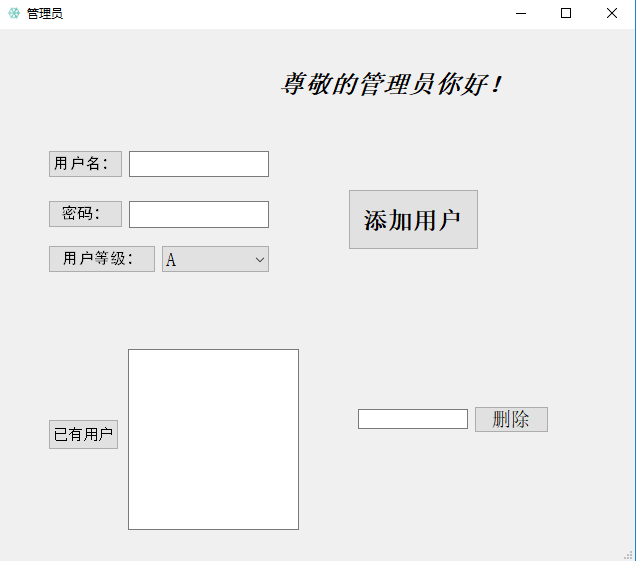 管理员
尊敬的管理员你好！
用户名：
密码：
添加用户
用户等级：
A
已有用户
删除